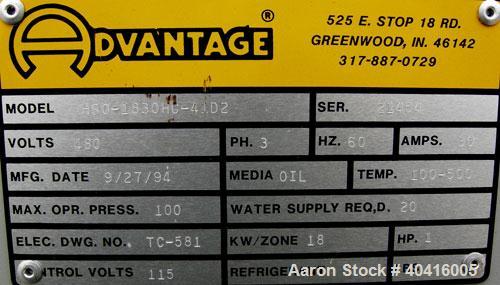 ADVANTAGE ®
525 E. STOP 18 RD.
GREENWOOD, IN. 46142
317-887-0729
MODEL
SER.
VOLTS 480 PH. 3 HZ. 60 AMPS.
MFG. DATE 9/27/94 MEDIA OIL TEMP. 100-500
MAX. OPR. PRESS. 100 WATER SUPPLY REQ,D. 20
ELEC. DWG. NO. TC-581 KW/ZONE 18 HP. 1
CONTROL VOLTS 115
Aaron Stock # 40416005